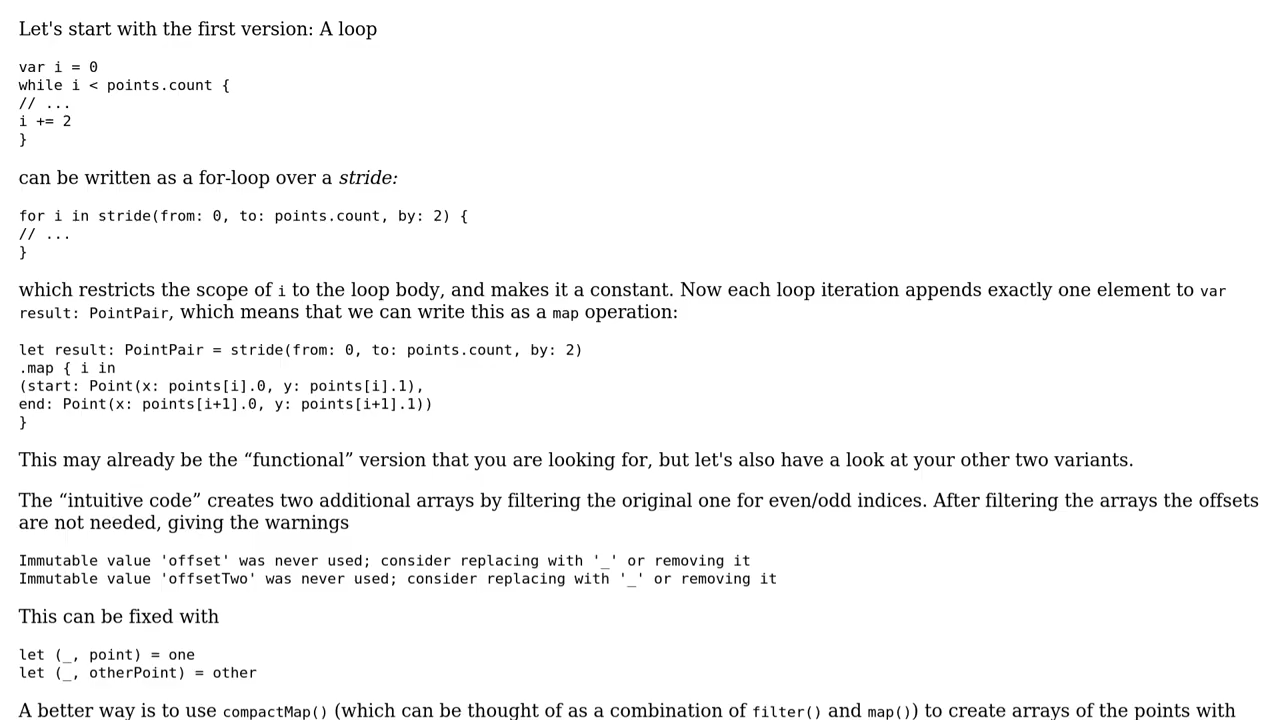 Let's start with the first version: A loop
var i = 0
while i < points.count {
// ...
i += 2
}
can be written as a for-loop over a stride:
for i in stride(from: 0, to: points.count, by: 2) {
// ...
}
which restricts the scope of i to the loop body, and makes it a constant. Now each loop iteration appends exactly one element to var
result: PointPair, which means that we can write this as a map operation:
let result: PointPair = stride(from: 0, to: points.count, by: 2)
.map { i in
(start: Point(x: points[i].0, y: points[i].1),
end: Point(x: points[i+1].0, y: points[i+1].1))
}
This may already be the “functional” version that you are looking for, but let's also have a look at your other two variants.
The “intuitive code” creates two additional arrays by filtering the original one for even/odd indices. After filtering the arrays the offsets
are not needed, giving the warnings
Immutable value 'offset' was never used; consider replacing with '_' or removing it
Immutable value 'offsetTwo' was never used; consider replacing with '_' or removing it
This can be fixed with
let (_, point) = one
let (_, otherPoint) = other
A better way is to use compactMap() (which can be thought of as a combination of filter() and map()) to create arrays of the points with